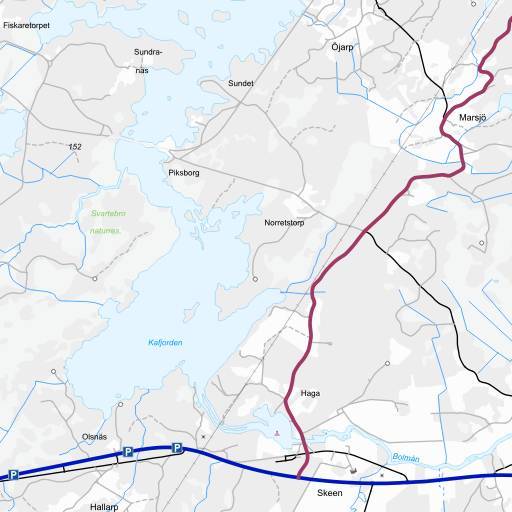 Fiskaretorpet
Öjarp
Sundra-
näs
Sundet
Marsjö
152
Piksborg
Svartebro
naturres.
Norretstorp
Kafjorden
Haga
Olsnäs
P
P
P
Bolmån
Skeen
Hallarp